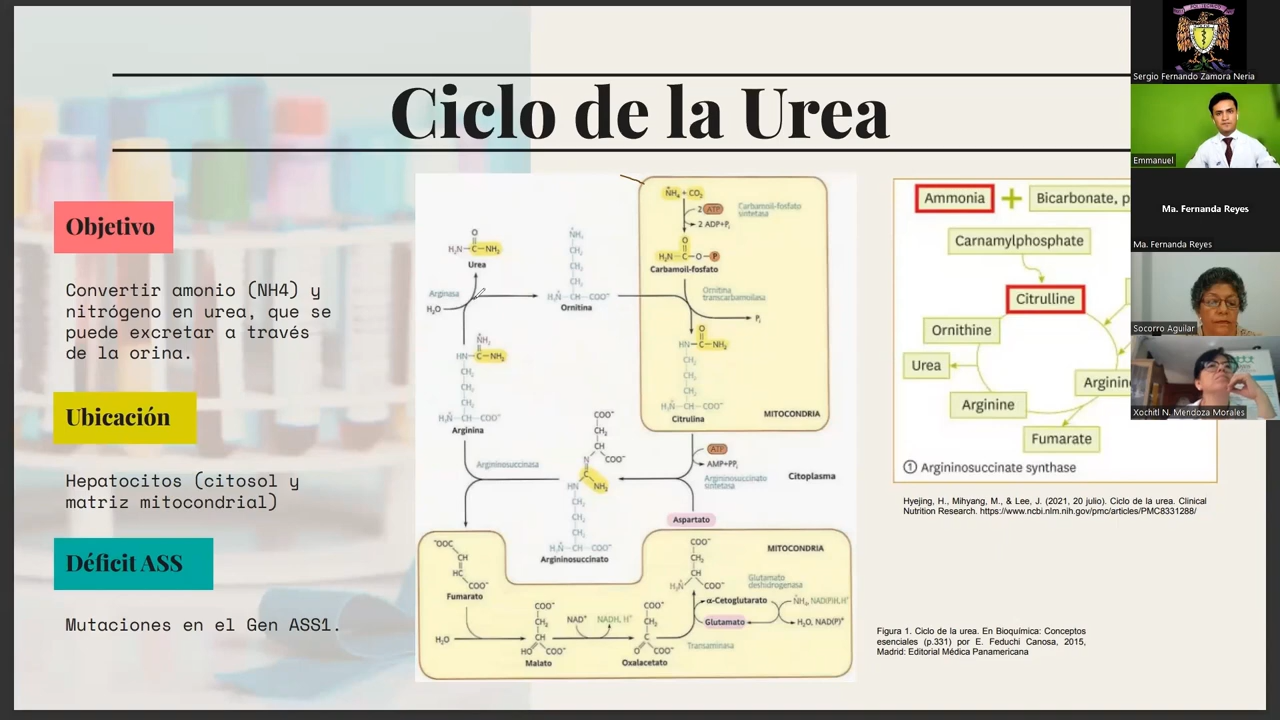 Ciclo de la Urea
Objetivo
Convertir amonio (NH4) y
nitrógeno en urea, que se
puede excretar a través
de la orina.
Ubicación
Hepatocitos (citosol y
matriz mitocondrial)
Déficit ASS
Mutaciones en el Gen ASS1.
NH₄ + CO₂
2 ATP
2 ADP+Pᵢ
Carbamoil-fosfato
sintetasa
H₂N—C—O—P
Carbamoil-fosfato
Ornitina
transcarbamoilasa
Pᵢ
H₂N—C—NH₂
Urea
Arginasa
H₂O
Ornitina
Citrulina
MITOCONDRIA
Arginina
ATP
AMP+PPᵢ
Argininosuccinato
sintetasa
Citoplasma
Argininosuccinasa
Aspartato
Argininosuccinato
MITOCONDRIA
Fumarato
H₂O
Malato
NAD⁺
NADH, H⁺
Oxalacetato
Glutamato
deshidrogenasa
α-Cetoglutarato
Glutamato
H₂O, NAD(P)⁺
Transaminasa
Ammonia
+
Bicarbonate, p
Carnamylphosphate
Citrulline
Ornithine
Urea
Arginine
Arginin
Fumarate
① Argininosuccinate synthase
Hyejing, H., Mihyang, M., & Lee, J. (2021, 20 julio). Ciclo de la urea. Clinical
Nutrition Research. https://www.ncbi.nlm.nih.gov/pmc/articles/PMC8331288/
Figura 1. Ciclo de la urea. En Bioquímica: Conceptos
esenciales (p.331) por E. Feduchi Canosa, 2015,
Madrid: Editorial Médica Panamericana
Sergio Fernando Zamora Neria
Emmanuel
Ma. Fernanda Reyes
Ma. Fernanda Reyes
Socorro Aguilar
Xochitl N. Mendoza Morales